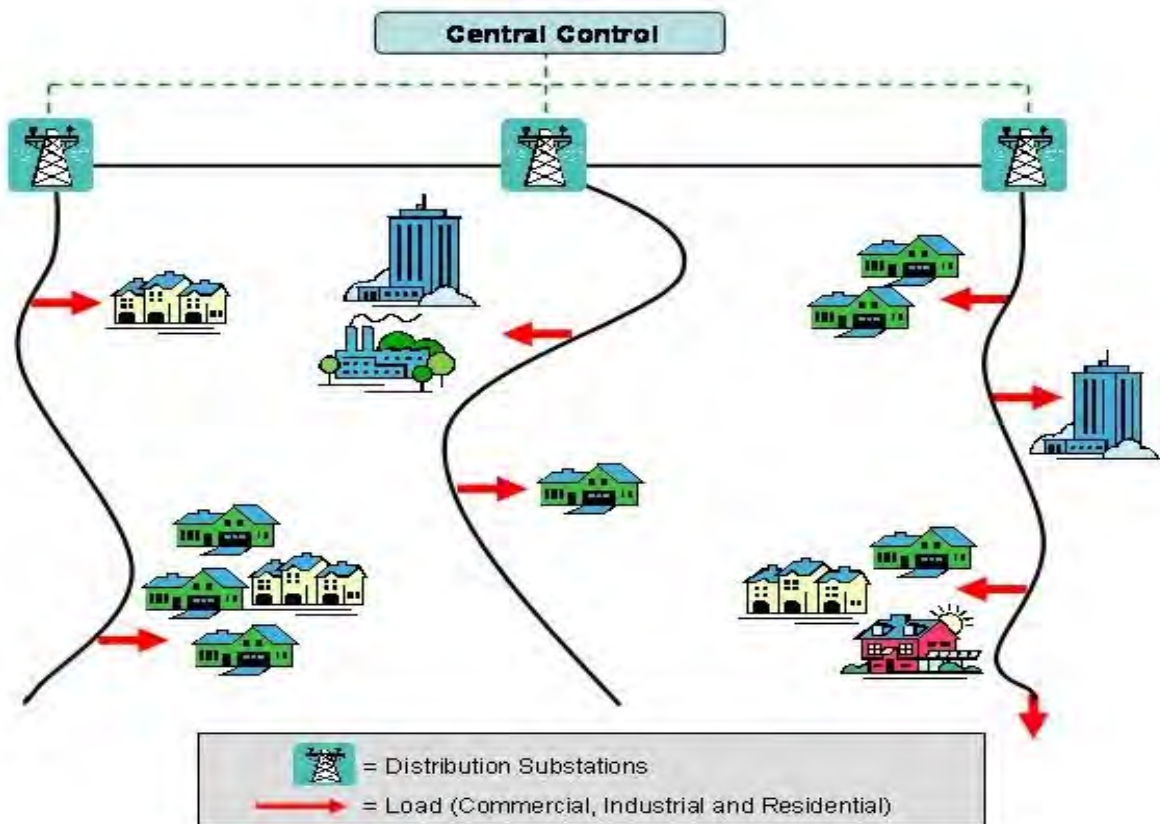 Central Control
= Distribution Substations
= Load (Commercial, Industrial and Residential)